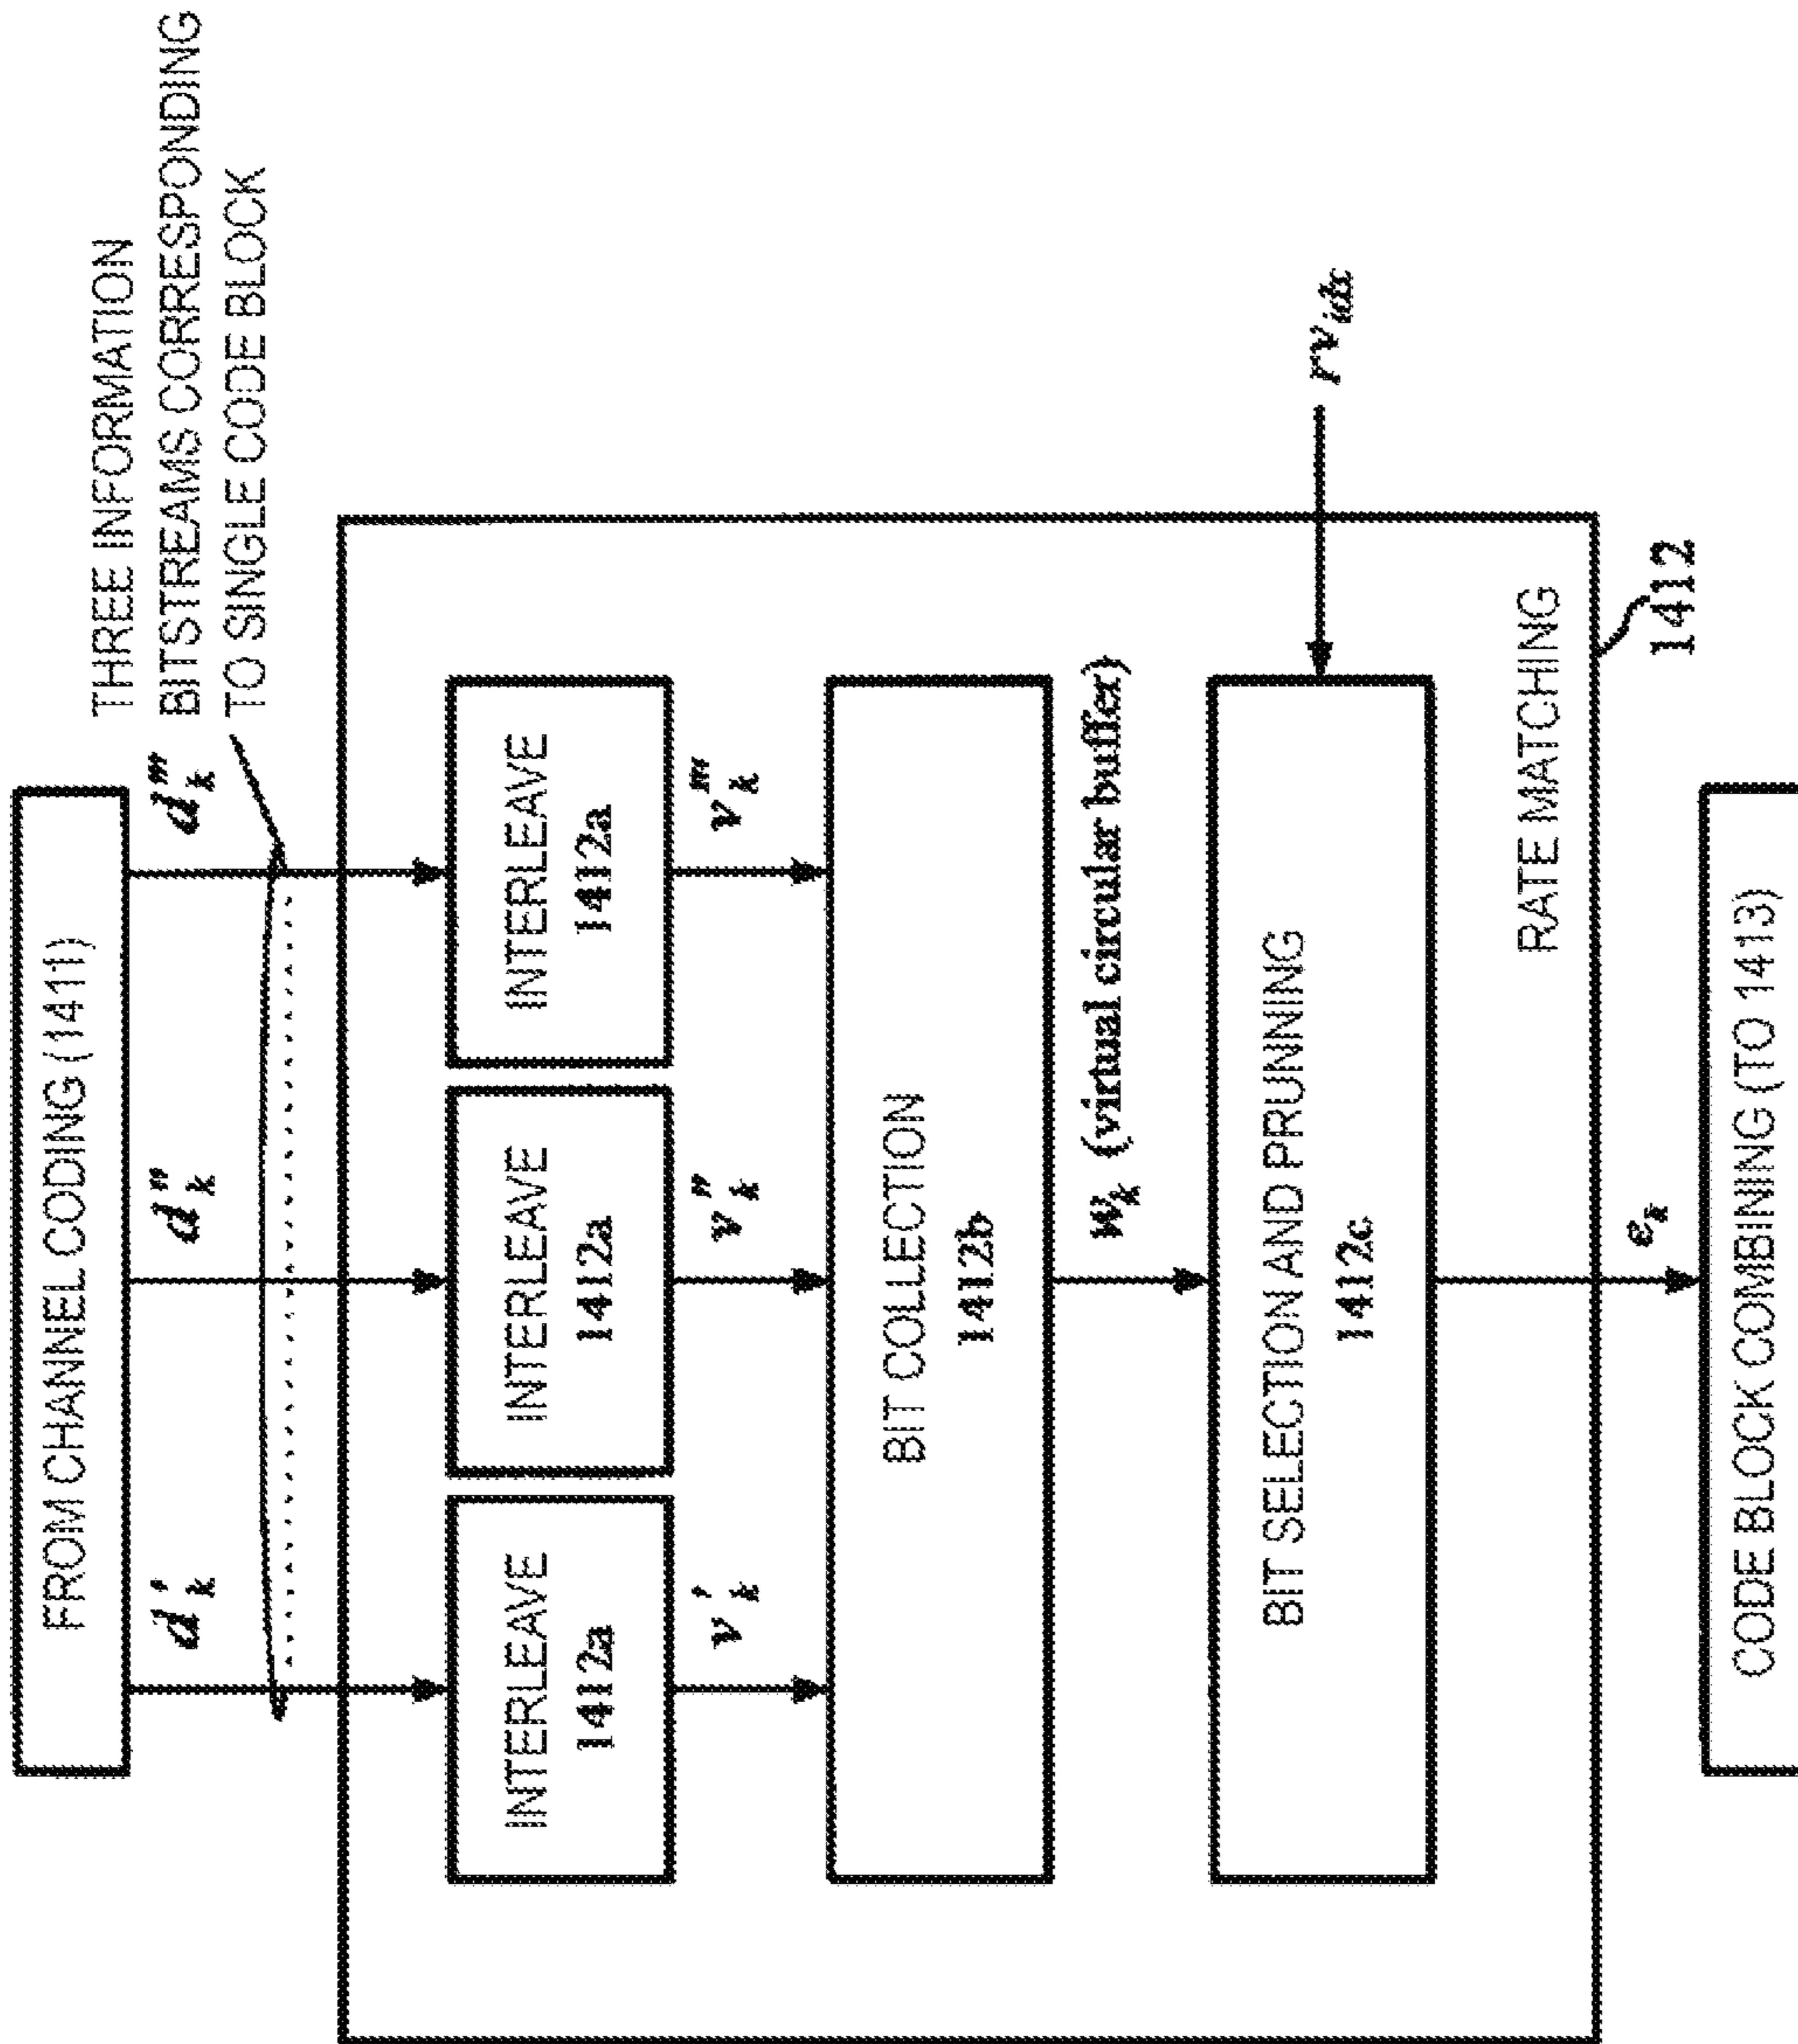 FROM CHANNEL CODING (1411)
d'k
d''k
d'''k
THREE INFORMATION
BITSTREAMS CORRESPONDING
TO SINGLE CODE BLOCK
INTERLEAVE
1412a
INTERLEAVE
1412a
INTERLEAVE
1412a
v'k
v''k
v'''k
BIT COLLECTION
1412b
wk (virtual circular buffer)
BIT SELECTION AND PRUNNING
1412c
rvidx
RATE MATCHING
1412
ek
CODE BLOCK COMBINING (TO 1413)